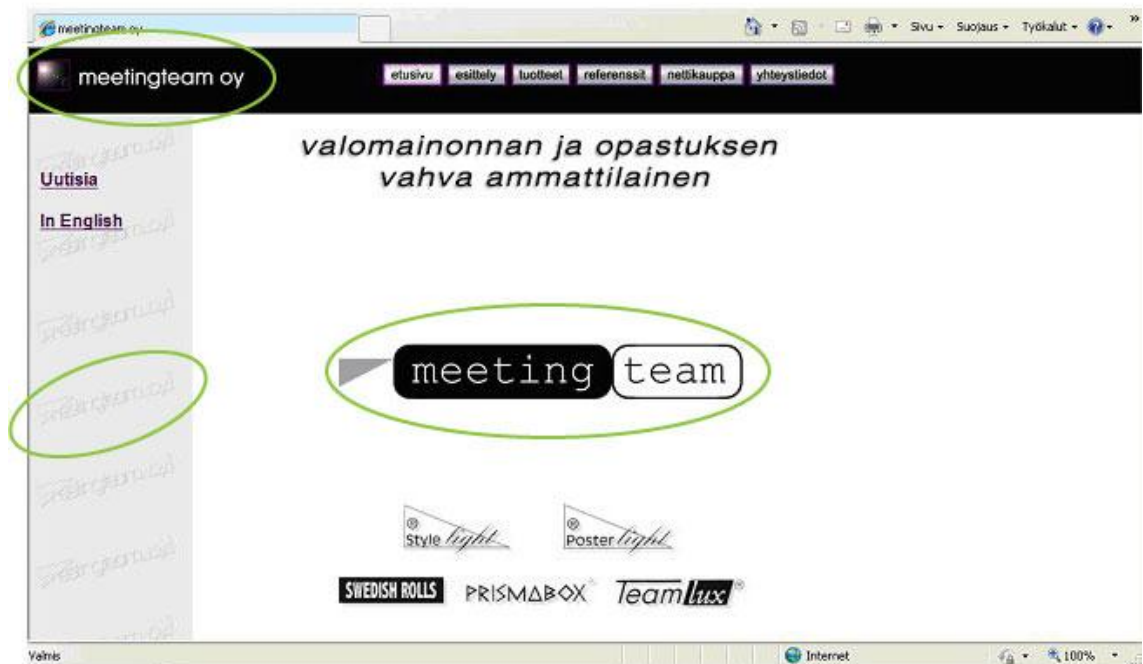 meetingteam oy
Sivu
Suojaus
Työkalut
»
meetingteam oy
etusivu esittely tuotteet referenssit nettikauppa yhteystiedot
valomainonnan ja opastuksen
vahva ammattilainen
Uutisia
In English
meeting team
® Style light
® Poster light
SWEDISH ROLLS PRISMABOX® Teamlux®
Valmis Internet 100%